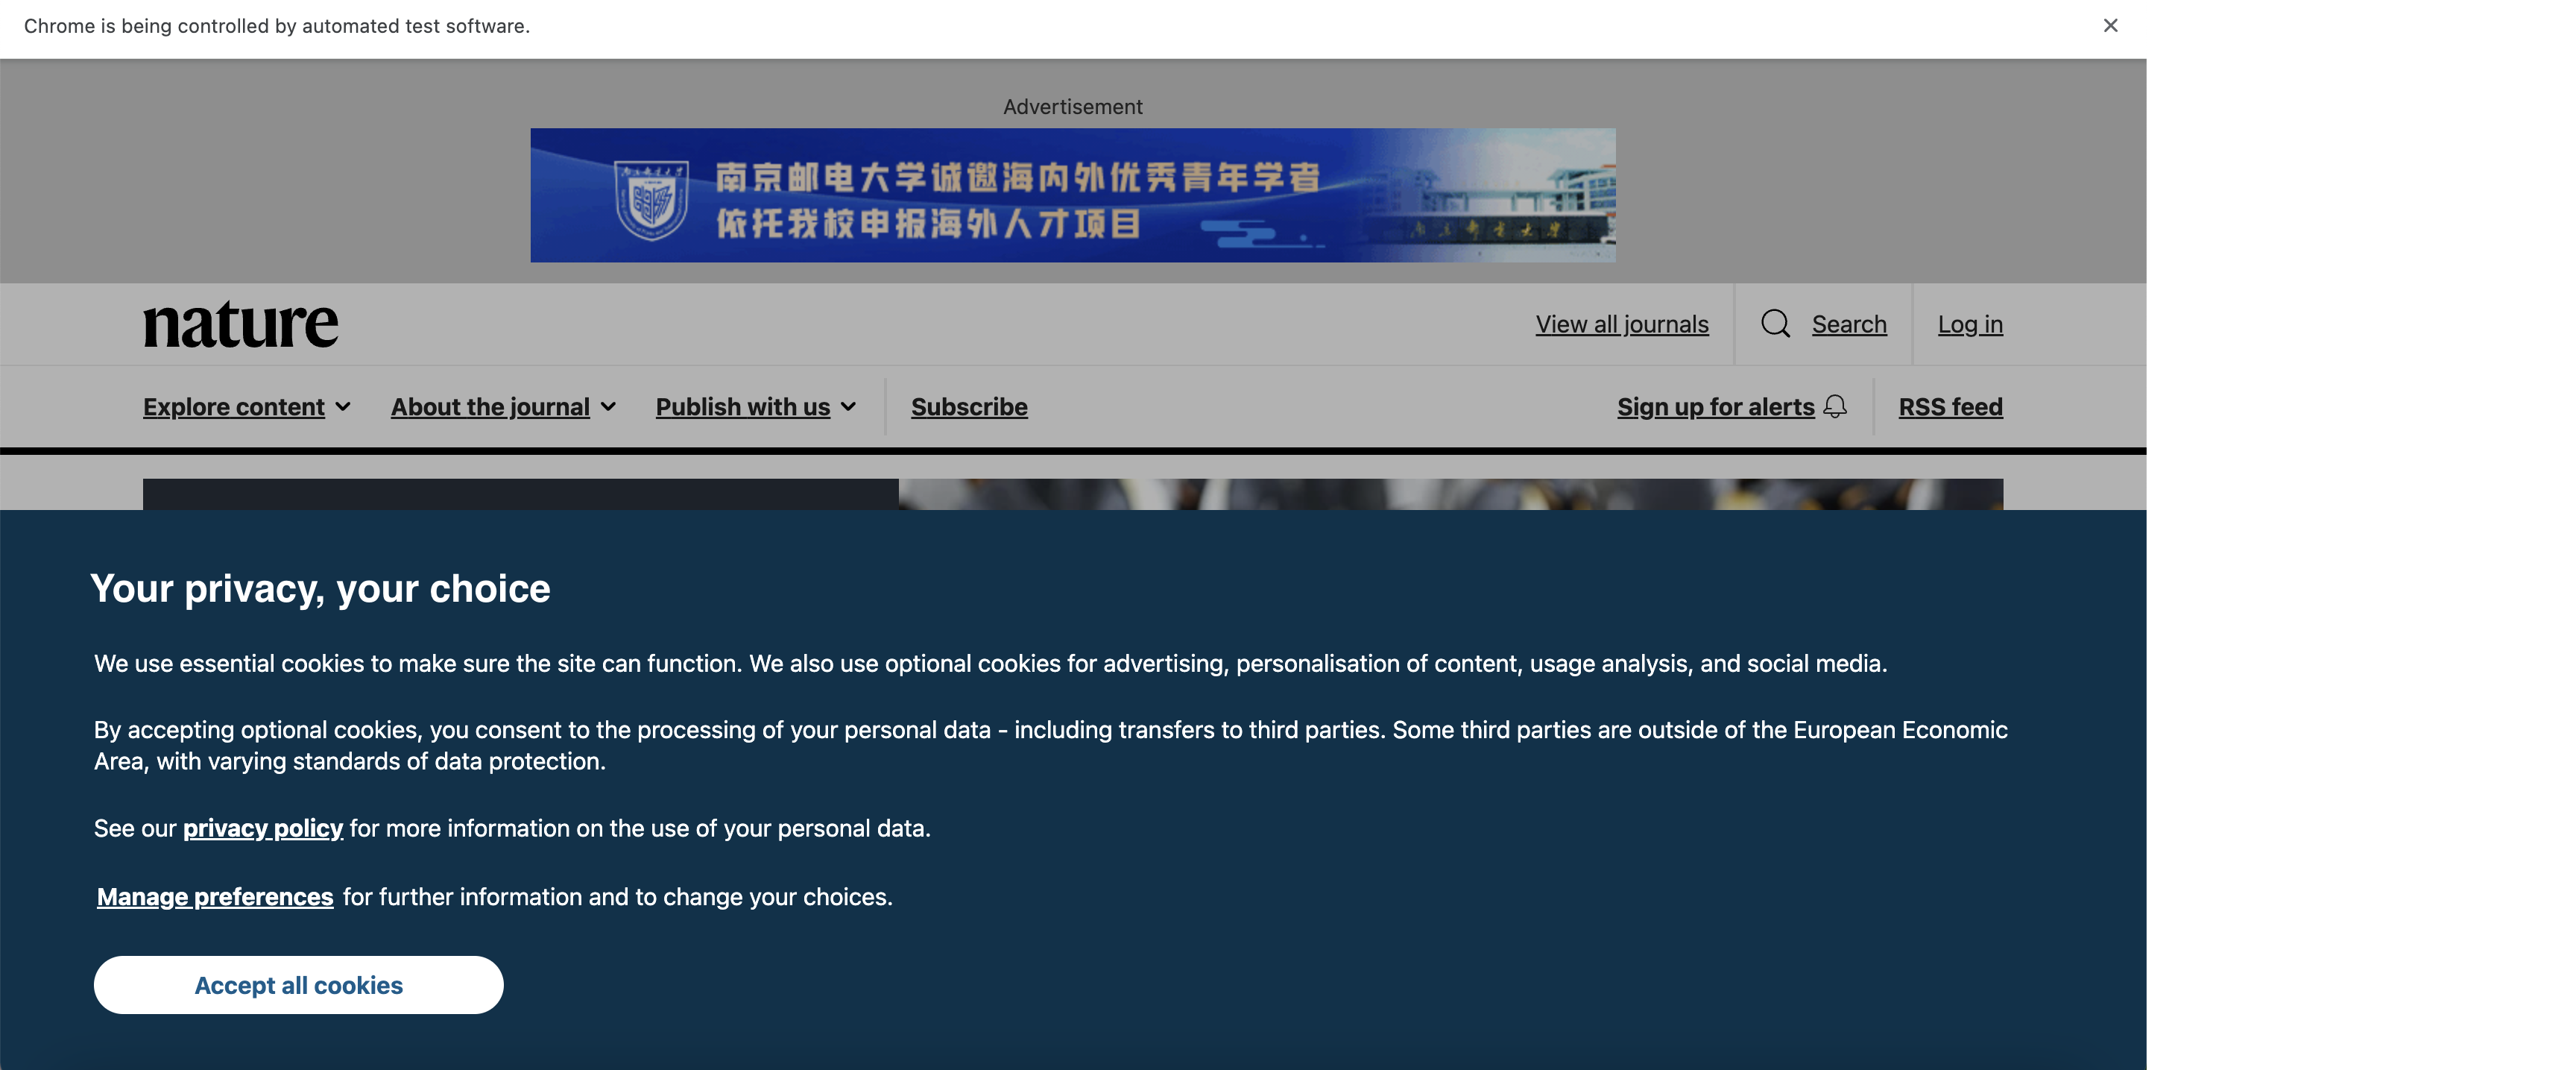 Chrome is being controlled by automated test software.
Advertisement
南京邮电大学诚邀海内外优秀青年学者
依托我校申报海外人才项目
南京邮电大学
nature
View all journals
Search
Log in
Explore content
About the journal
Publish with us
Subscribe
Sign up for alerts
RSS feed
Your privacy, your choice
We use essential cookies to make sure the site can function. We also use optional cookies for advertising, personalisation of content, usage analysis, and social media.
By accepting optional cookies, you consent to the processing of your personal data - including transfers to third parties. Some third parties are outside of the European Economic
Area, with varying standards of data protection.
See our privacy policy for more information on the use of your personal data.
Manage preferences for further information and to change your choices.
Accept all cookies